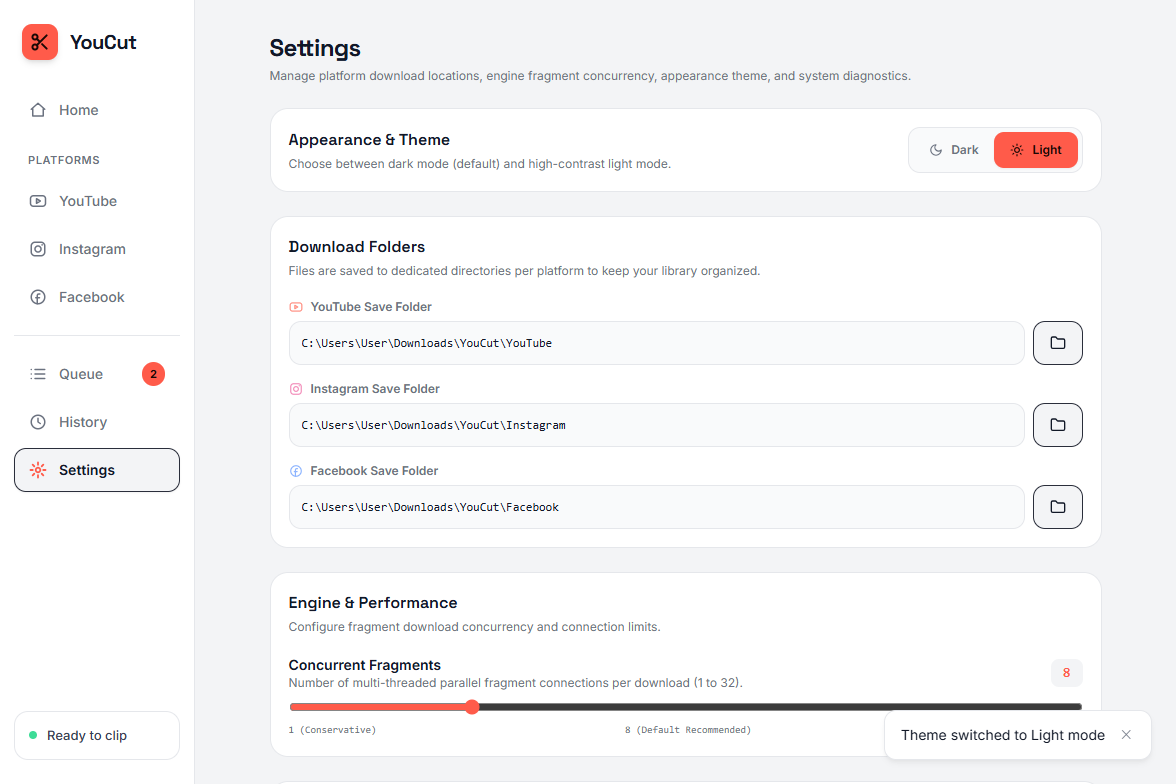 YouCut
Home
PLATFORMS
YouTube
Instagram
Facebook
Queue
2
History
Settings
Ready to clip
Settings
Manage platform download locations, engine fragment concurrency, appearance theme, and system diagnostics.
Appearance & Theme
Choose between dark mode (default) and high-contrast light mode.
Dark
Light
Download Folders
Files are saved to dedicated directories per platform to keep your library organized.
YouTube Save Folder
C:\Users\User\Downloads\YouCut\YouTube
Instagram Save Folder
C:\Users\User\Downloads\YouCut\Instagram
Facebook Save Folder
C:\Users\User\Downloads\YouCut\Facebook
Engine & Performance
Configure fragment download concurrency and connection limits.
Concurrent Fragments
Number of multi-threaded parallel fragment connections per download (1 to 32).
8
1 (Conservative)
8 (Default Recommended)
Theme switched to Light mode